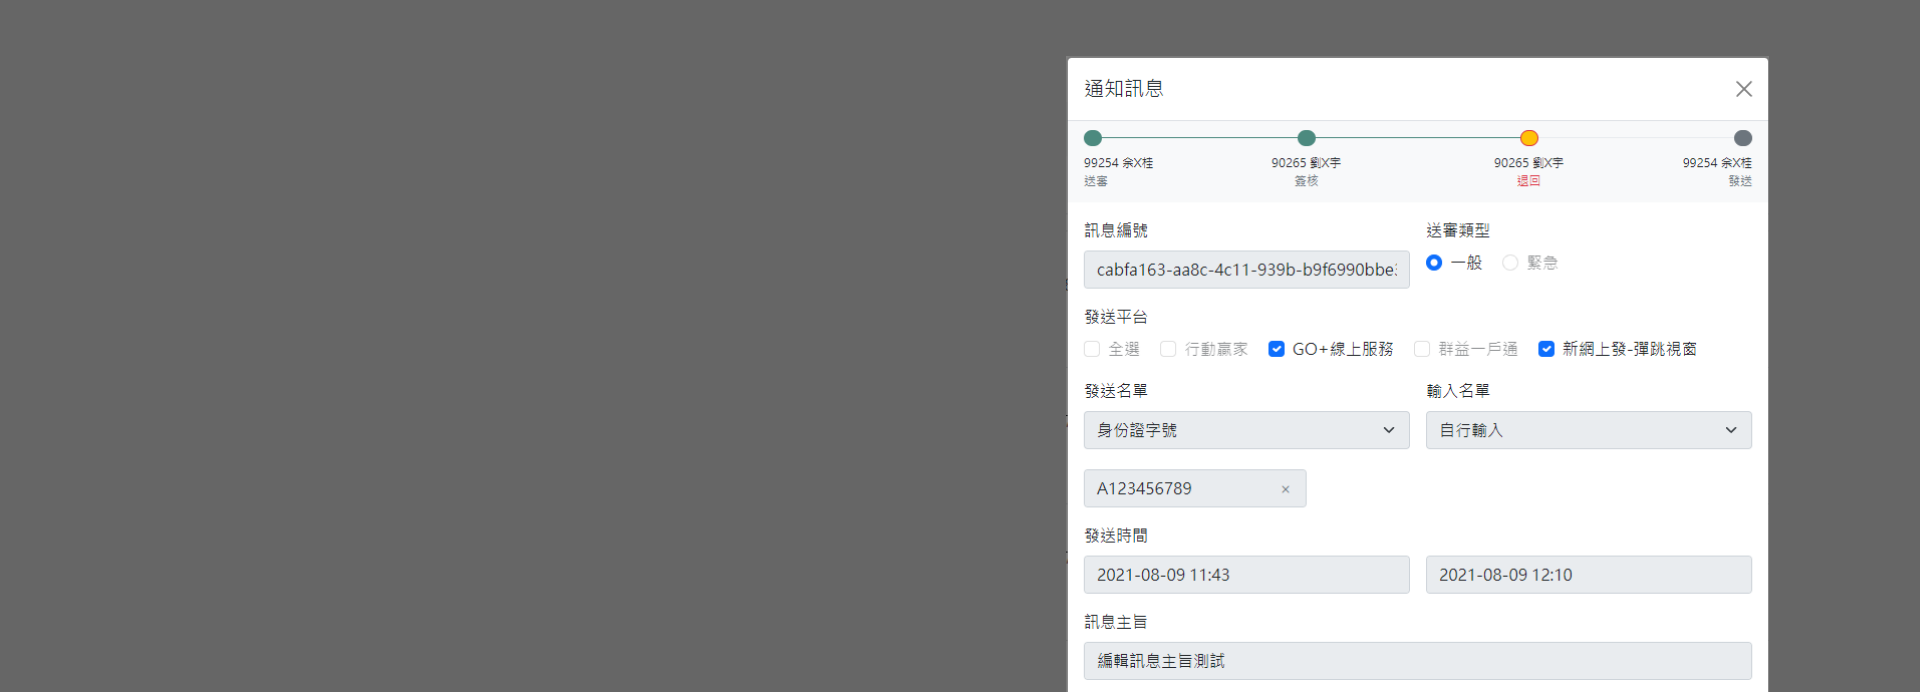 通知訊息
99254 余X桂
送審
90265 劉X宇
簽核
90265 劉X宇
退回
99254 余X桂
發送
訊息編號
cabfa163-aa8c-4c11-939b-b9f6990bbe
送審類型
一般 緊急
發送平台
全選 行動贏家 GO+線上服務 群益一戶通 新網上發-彈跳視窗
發送名單
身份證字號
輸入名單
自行輸入
A123456789 ×
發送時間
2021-08-09 11:43
2021-08-09 12:10
訊息主旨
編輯訊息主旨測試